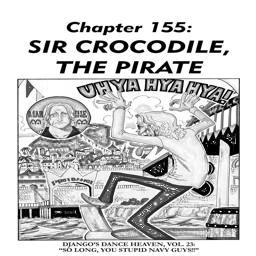 Chapter 155:
SIR CROCODILE,
THE PIRATE
UHYA HYA HYA!
DJANGO'S DANCE HEAVEN, VOL. 23:
"SO LONG, YOU STUPID NAVY GUYS!!"